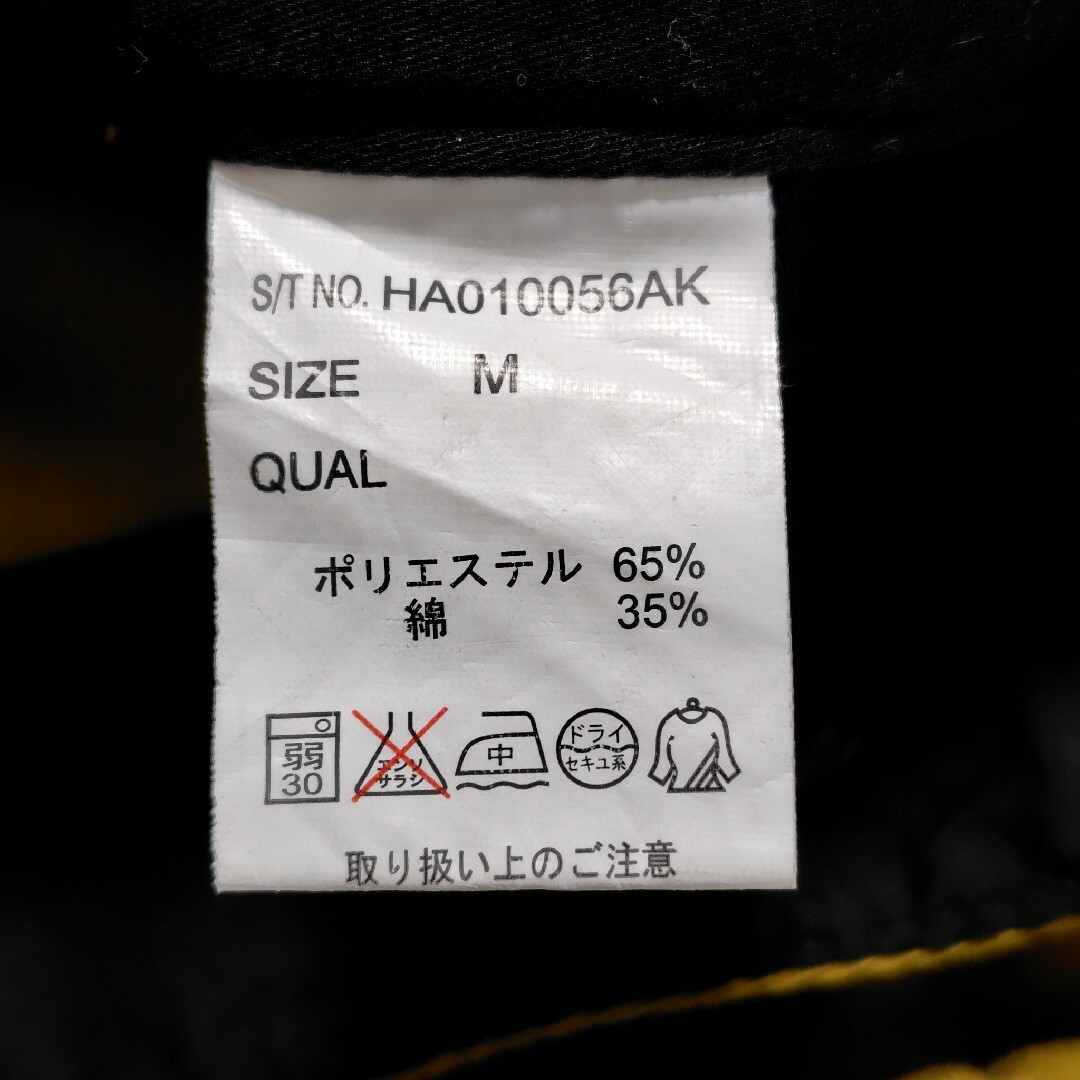 S/T NO. HA010056AK
SIZE M
QUAL
ポリエステル 65%
綿 35%
弱
30
エンソ
サラシ
中
ドライ
セキユ系
取り扱い上のご注意